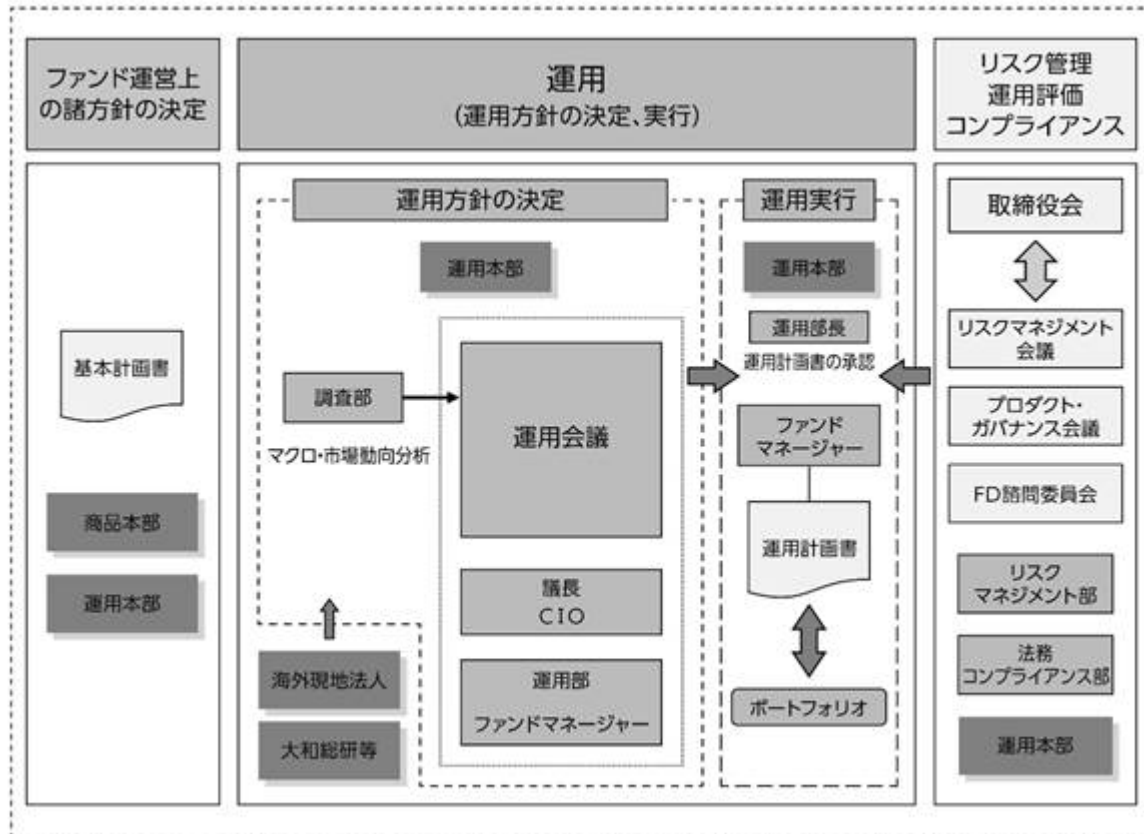 ファンド運営上
の諸方針の決定
運用
(運用方針の決定、実行)
リスク管理
運用評価
コンプライアンス
基本計画書
商品本部
運用本部
運用方針の決定
運用本部
調査部
マクロ・市場動向分析
運用会議
議長
CIO
運用部
ファンドマネージャー
海外現地法人
大和総研等
運用実行
運用本部
運用部長
運用計画書の承認
ファンド
マネージャー
運用計画書
ポートフォリオ
取締役会
リスクマネジメント
会議
プロダクト・
ガバナンス会議
FD諮問委員会
リスク
マネジメント部
法務
コンプライアンス部
運用本部